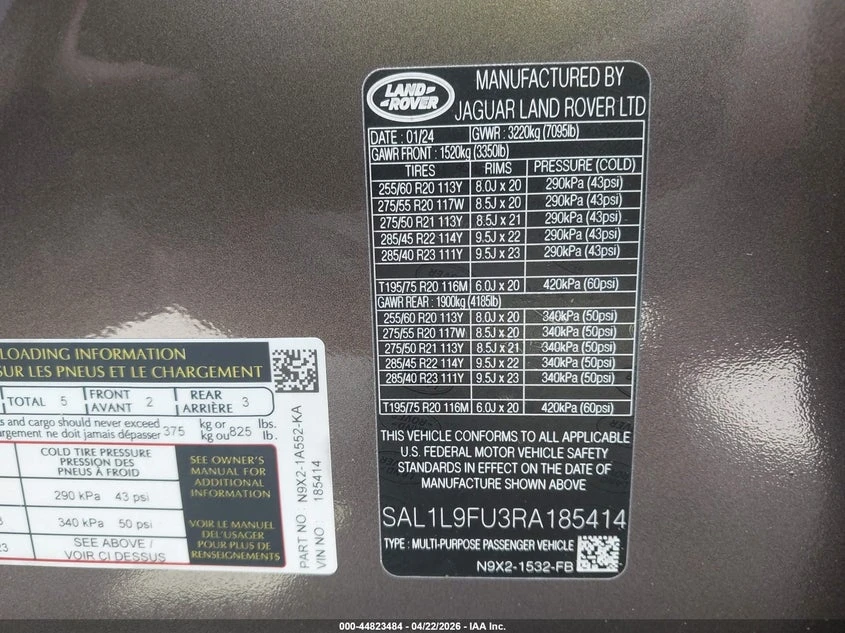 LAND ROVER
MANUFACTURED BY
JAGUAR LAND ROVER LTD
DATE : 01/24 GVWR : 3220kg (7095lb)
GAWR FRONT : 1520kg (3350lb)
TIRES RIMS PRESSURE (COLD)
255/60 R20 113Y 8.0J x 20 290kPa (43psi)
275/55 R20 117W 8.5J x 20 290kPa (43psi)
275/50 R21 113Y 8.5J x 21 290kPa (43psi)
285/45 R22 114Y 9.5J x 22 290kPa (43psi)
285/40 R23 111Y 9.5J x 23 290kPa (43psi)
T195/75 R20 116M 6.0J x 20 420kPa (60psi)
GAWR REAR : 1900kg (4185lb)
255/60 R20 113Y 8.0J x 20 340kPa (50psi)
275/55 R20 117W 8.5J x 20 340kPa (50psi)
275/50 R21 113Y 8.5J x 21 340kPa (50psi)
285/45 R22 114Y 9.5J x 22 340kPa (50psi)
285/40 R23 111Y 9.5J x 23 340kPa (50psi)
T195/75 R20 116M 6.0J x 20 420kPa (60psi)
THIS VEHICLE CONFORMS TO ALL APPLICABLE
U.S. FEDERAL MOTOR VEHICLE SAFETY
STANDARDS IN EFFECT ON THE DATE OF
MANUFACTURE SHOWN ABOVE
SAL1L9FU3RA185414
TYPE : MULTI-PURPOSE PASSENGER VEHICLE
N9X2-1532-FB
LOADING INFORMATION
SUR LES PNEUS ET LE CHARGEMENT
TOTAL 5 FRONT AVANT 2 REAR ARRIÈRE 3
s and cargo should never exceed 375 kg or 825 lbs.
argement ne doit jamais dépasser kg ou lb.
COLD TIRE PRESSURE
PRESSION DES
PNEUS À FROID
290 kPa 43 psi
340 kPa 50 psi
SEE ABOVE /
VOIR CI DESSUS
SEE OWNER'S
MANUAL FOR
ADDITIONAL
INFORMATION
VOIR LE MANUEL
DEL'USAGER
POUR PLUS DE
RENSEIGNEMENTS
PART NO : N9X2-1A552-KA
VIN NO. : 185414
000-44823484 - 04/22/2026 - IAA Inc.